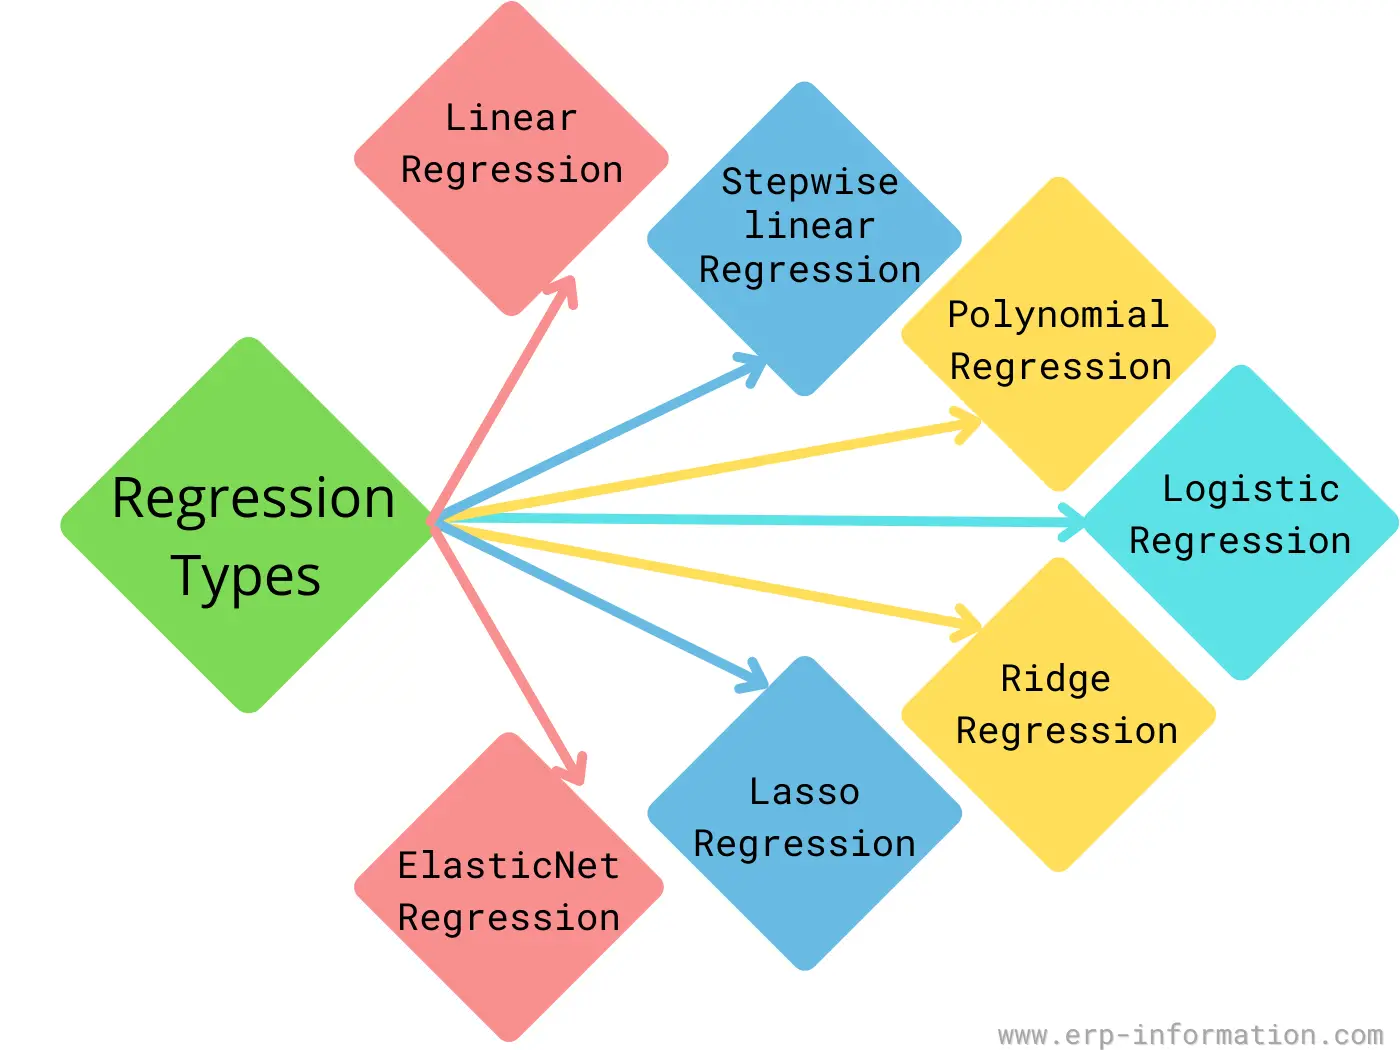 Linear
Regression
Stepwise
linear
Regression
Polynomial
Regression
Logistic
Regression
Regression
Types
Ridge
Regression
Lasso
Regression
ElasticNet
Regression
www.erp-information.com